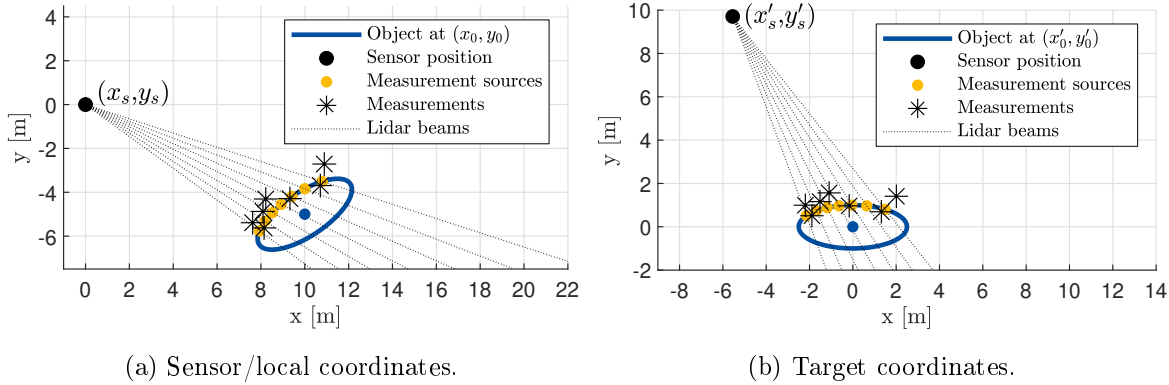 4
2
0
-2
-4
-6
y [m]
0 2 4 6 8 10 12 14 16 18 20 22
x [m]
(x_s,y_s)
Object at (x_0, y_0)
Sensor position
Measurement sources
Measurements
Lidar beams
(a) Sensor/local coordinates.
10
8
6
4
2
0
-2
y [m]
-8 -6 -4 -2 0 2 4 6 8 10 12 14
x [m]
(x'_s, y'_s)
Object at (x'_0, y'_0)
Sensor position
Measurement sources
Measurements
Lidar beams
(b) Target coordinates.